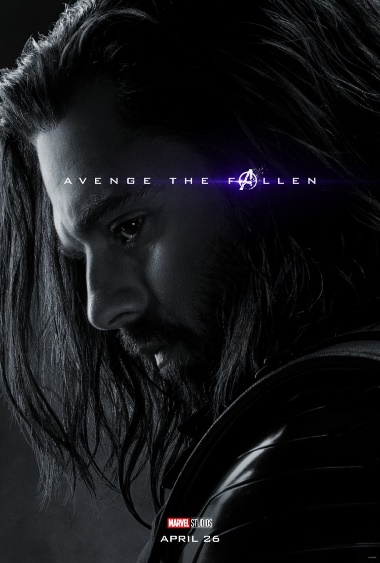 AVENGE THE FALLEN
MARVEL STUDIOS
APRIL 26